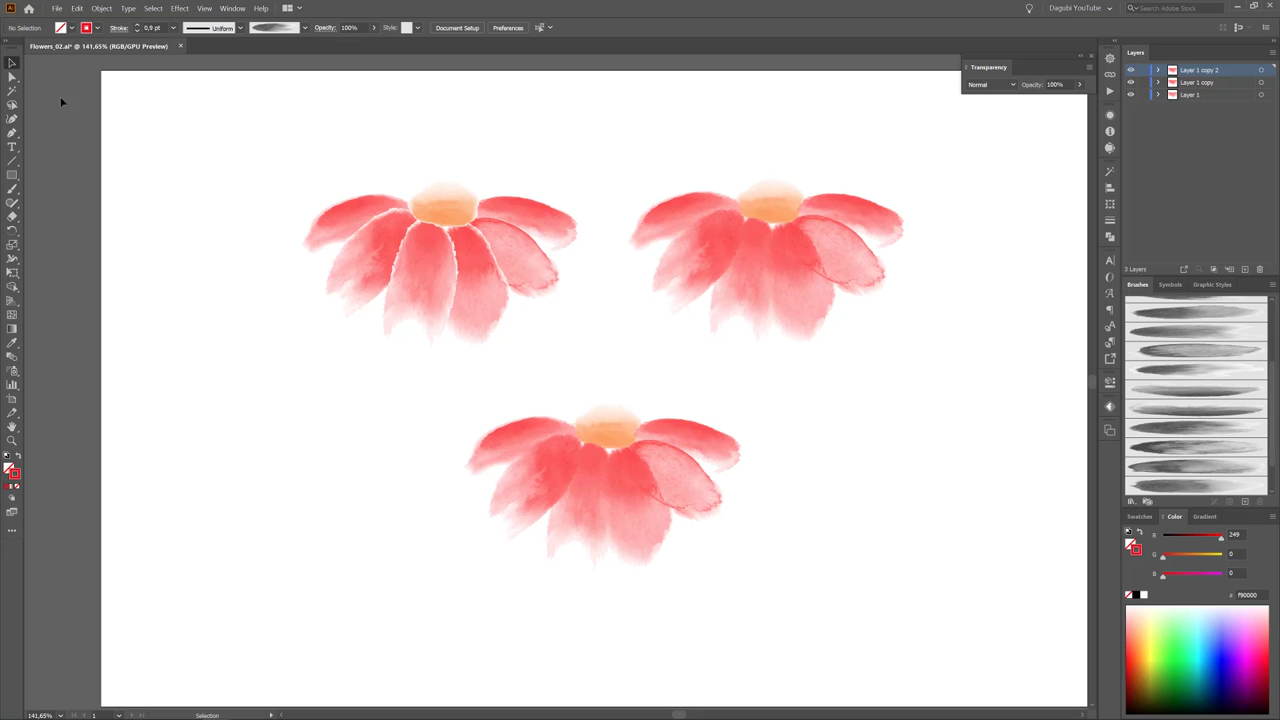 Ai File Edit Object Type Select Effect View Window Help Search Adobe Stock
Dagubi YouTube
No Selection Stroke: 0,9 pt Uniform Opacity: 100% Style: Document Setup Preferences
Flowers_02.ai* @ 141,65% (RGB/GPU Preview) ×
Transparency
Normal Opacity: 100%
Layers
Layer 1 copy 2
Layer 1 copy
Layer 1
3 Layers
Brushes Symbols Graphic Styles
Swatches Color Gradient
R 249
G 0
B 0
# f90000
141,65% 1 Selection